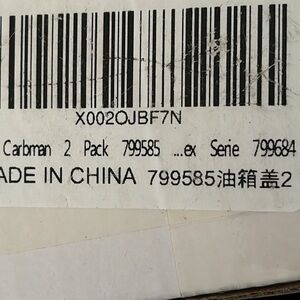 X002OJBF7N
Carbman 2 Pack 799585 ...ex Serie 799684
ADE IN CHINA 799585油箱盖2